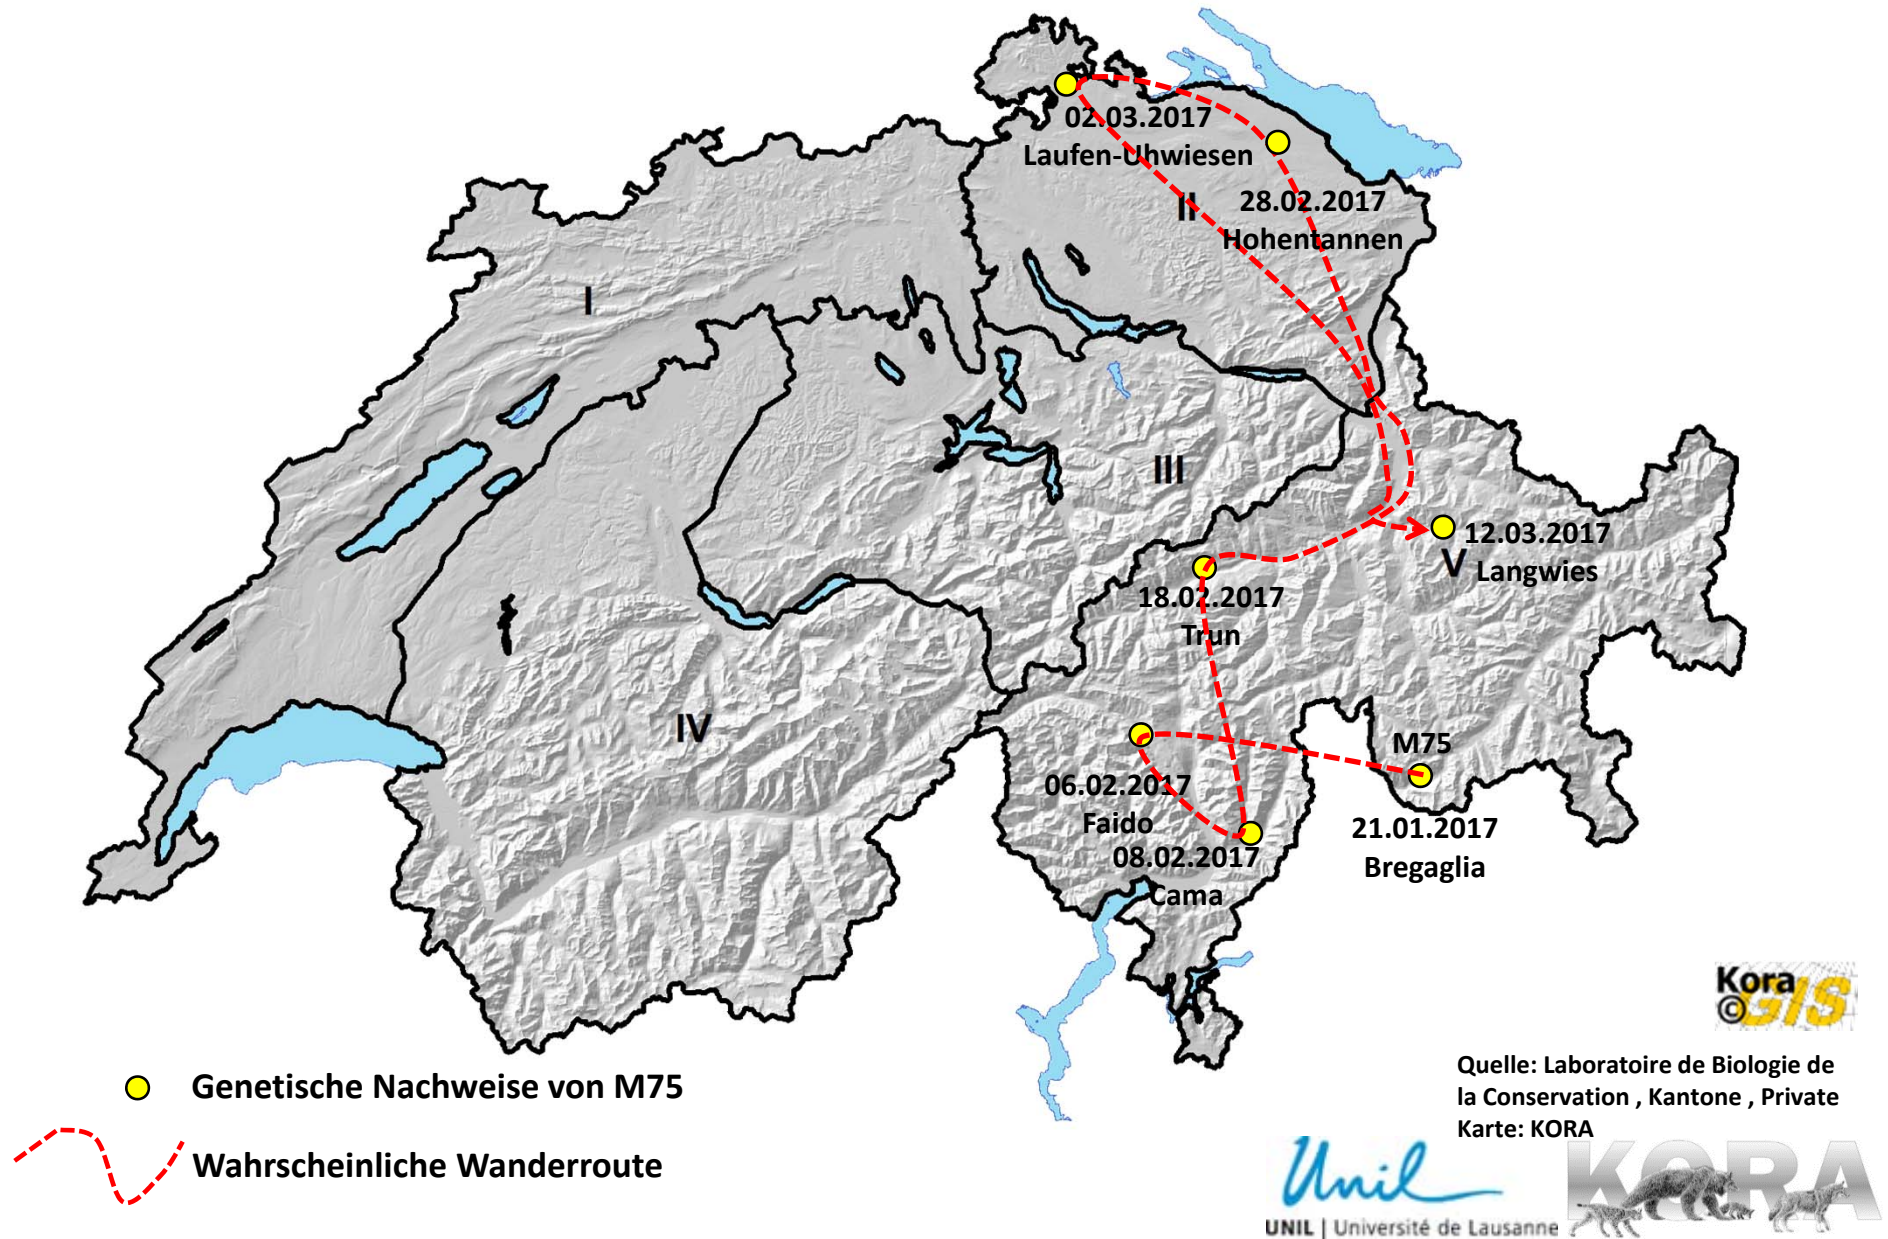 02.03.2017
Laufen-Uhwiesen
II
28.02.2017
Hohentannen
I
III
12.03.2017
V
Langwies
18.02.2017
Trun
IV
M75
06.02.2017
Faido
21.01.2017
Bregaglia
08.02.2017
Cama
Kora
© GIS
Quelle: Laboratoire de Biologie de
la Conservation , Kantone , Private
Karte: KORA
Genetische Nachweise von M75
Wahrscheinliche Wanderroute
Unil
UNIL | Université de Lausanne
KORA